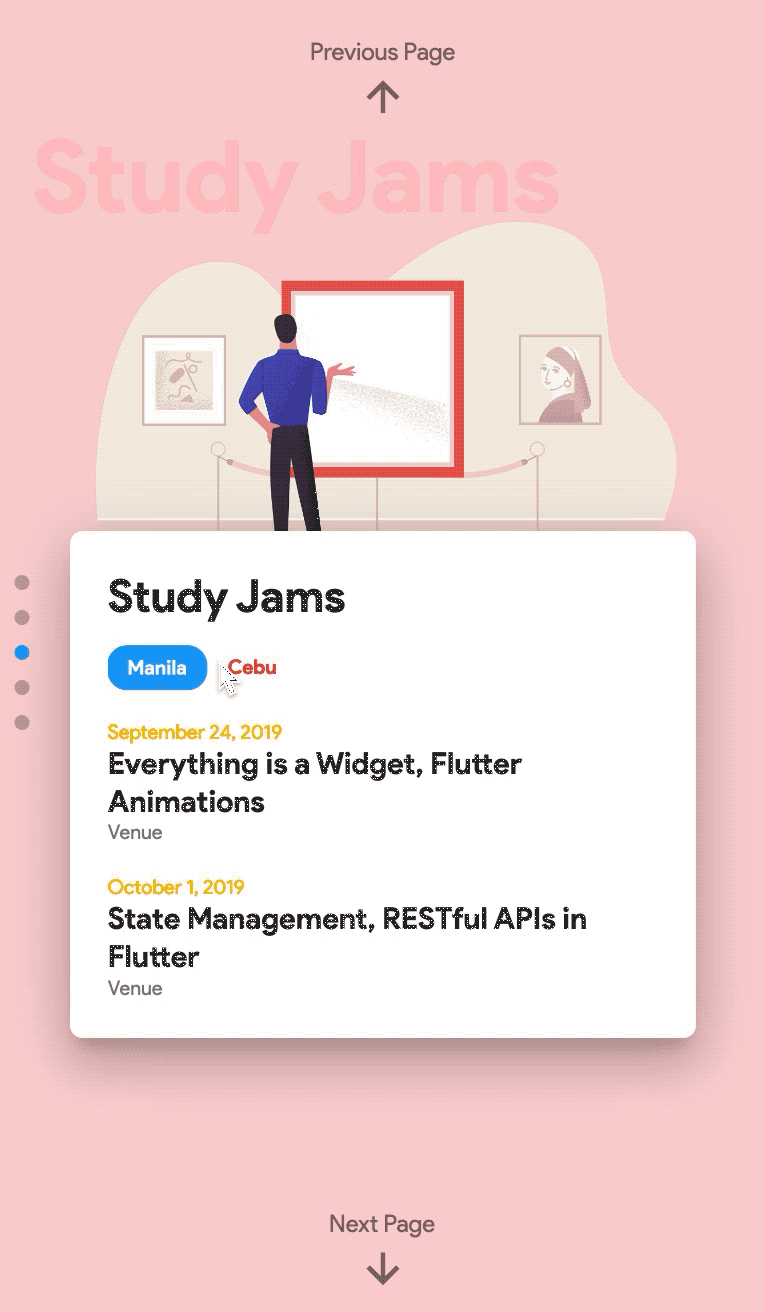 Previous Page
Study Jams
Study Jams
Manila
Cebu
September 24, 2019
Everything is a Widget, Flutter
Animations
Venue
October 1, 2019
State Management, RESTful APIs in
Flutter
Venue
Next Page